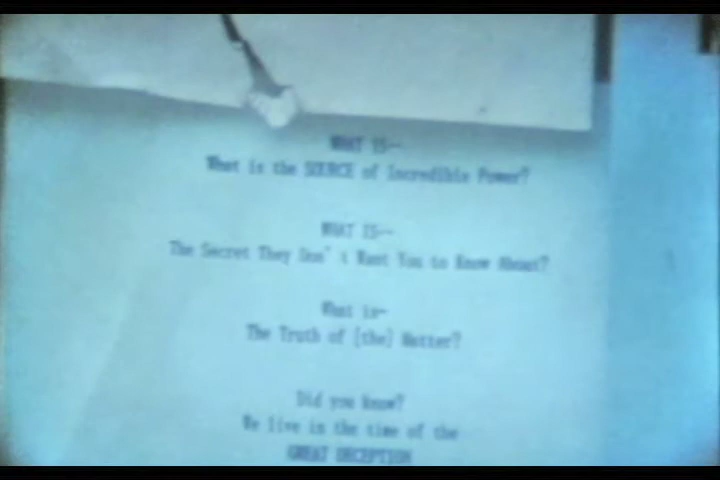 WHAT IS--
What is the SOURCE of Incredible Power?
WHAT IS--
The Secret They Don't Want You to Know About?
What is-
The Truth of [the] Matter?
Did you know?
We live in the time of the
GREAT DECEPTION